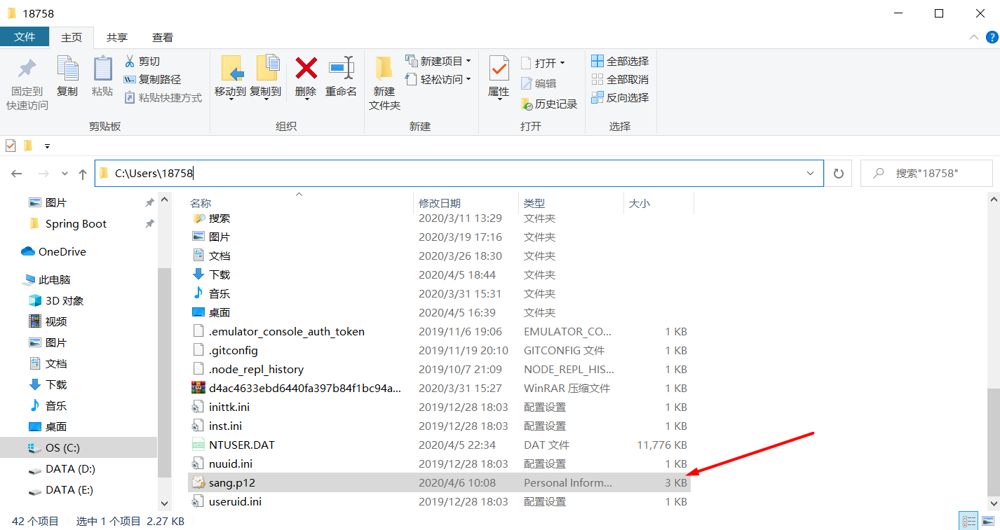 18758
文件 主页 共享 查看
固定到快速访问
复制
粘贴
剪切
复制路径
粘贴快捷方式
剪贴板
移动到
复制到
删除
重命名
组织
新建文件夹
新建项目
轻松访问
新建
属性
打开
编辑
历史记录
打开
全部选择
全部取消
反向选择
选择
C:\Users\18758
搜索"18758"
图片
Spring Boot
OneDrive
此电脑
3D 对象
视频
图片
文档
下载
音乐
桌面
OS (C:)
DATA (D:)
DATA (E:)
名称 修改日期 类型 大小
搜索 2020/3/11 13:29 文件夹
图片 2020/3/19 17:16 文件夹
文档 2020/3/26 18:30 文件夹
下载 2020/4/5 18:44 文件夹
音乐 2020/3/31 15:31 文件夹
桌面 2020/4/5 16:39 文件夹
.emulator_console_auth_token 2019/11/6 19:06 EMULATOR_CO... 1 KB
.gitconfig 2019/11/19 20:10 GITCONFIG 文件 1 KB
.node_repl_history 2019/10/7 21:09 NODE_REPL_HIS... 1 KB
d4ac4633ebd6440fa397b84f1bc94a... 2020/3/31 15:27 WinRAR 压缩文件 1 KB
inittk.ini 2019/12/28 18:03 配置设置 1 KB
inst.ini 2019/12/28 18:03 配置设置 1 KB
NTUSER.DAT 2020/4/5 22:34 DAT 文件 11,776 KB
nuuid.ini 2019/12/28 18:03 配置设置 1 KB
sang.p12 2020/4/6 10:08 Personal Inform... 3 KB
useruid.ini 2019/12/28 18:03 配置设置 1 KB
42 个项目 选中 1 个项目 2.27 KB